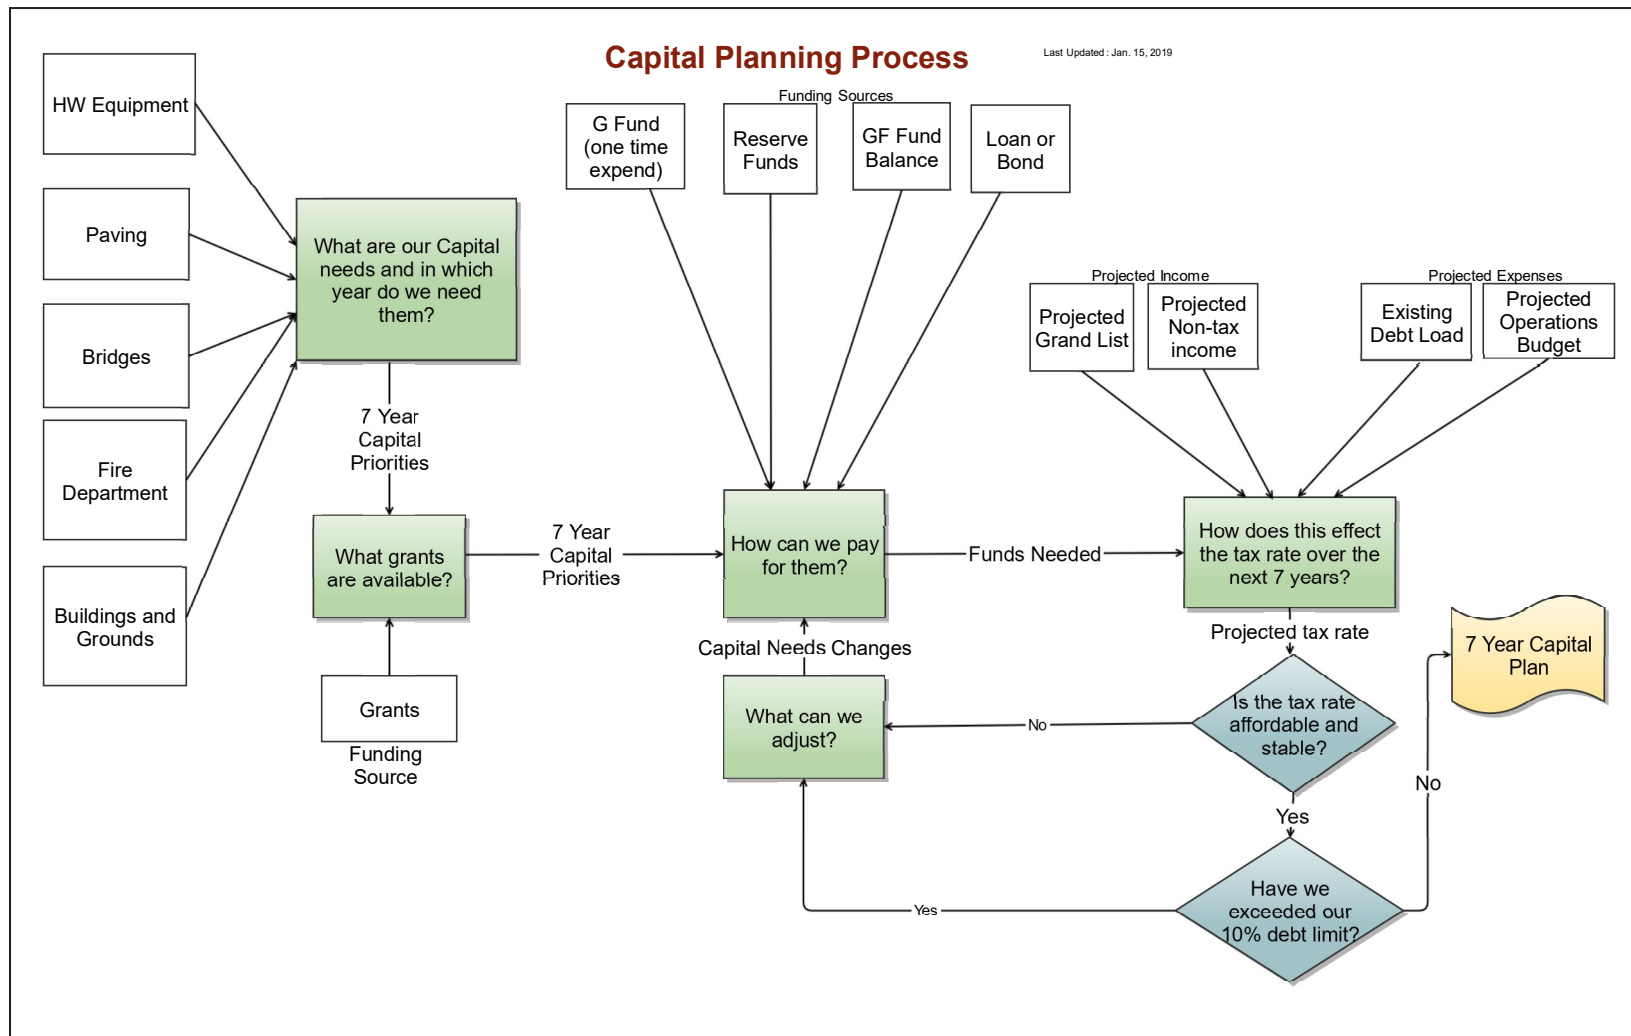 Capital Planning Process
Last Updated : Jan. 15, 2019
HW Equipment
Paving
Bridges
Fire
Department
Buildings and
Grounds
What are our Capital
needs and in which
year do we need
them?
7 Year
Capital
Priorities
What grants
are available?
Grants
Funding
Source
7 Year
Capital
Priorities
Funding Sources
G Fund
(one time
expend)
Reserve
Funds
GF Fund
Balance
Loan or
Bond
How can we pay
for them?
Capital Needs Changes
What can we
adjust?
Funds Needed
Projected Income
Projected
Grand List
Projected
Non-tax
income
Projected Expenses
Existing
Debt Load
Projected
Operations
Budget
How does this effect
the tax rate over the
next 7 years?
Projected tax rate
Is the tax rate
affordable and
stable?
No
Yes
Have we
exceeded our
10% debt limit?
Yes
No
7 Year Capital
Plan